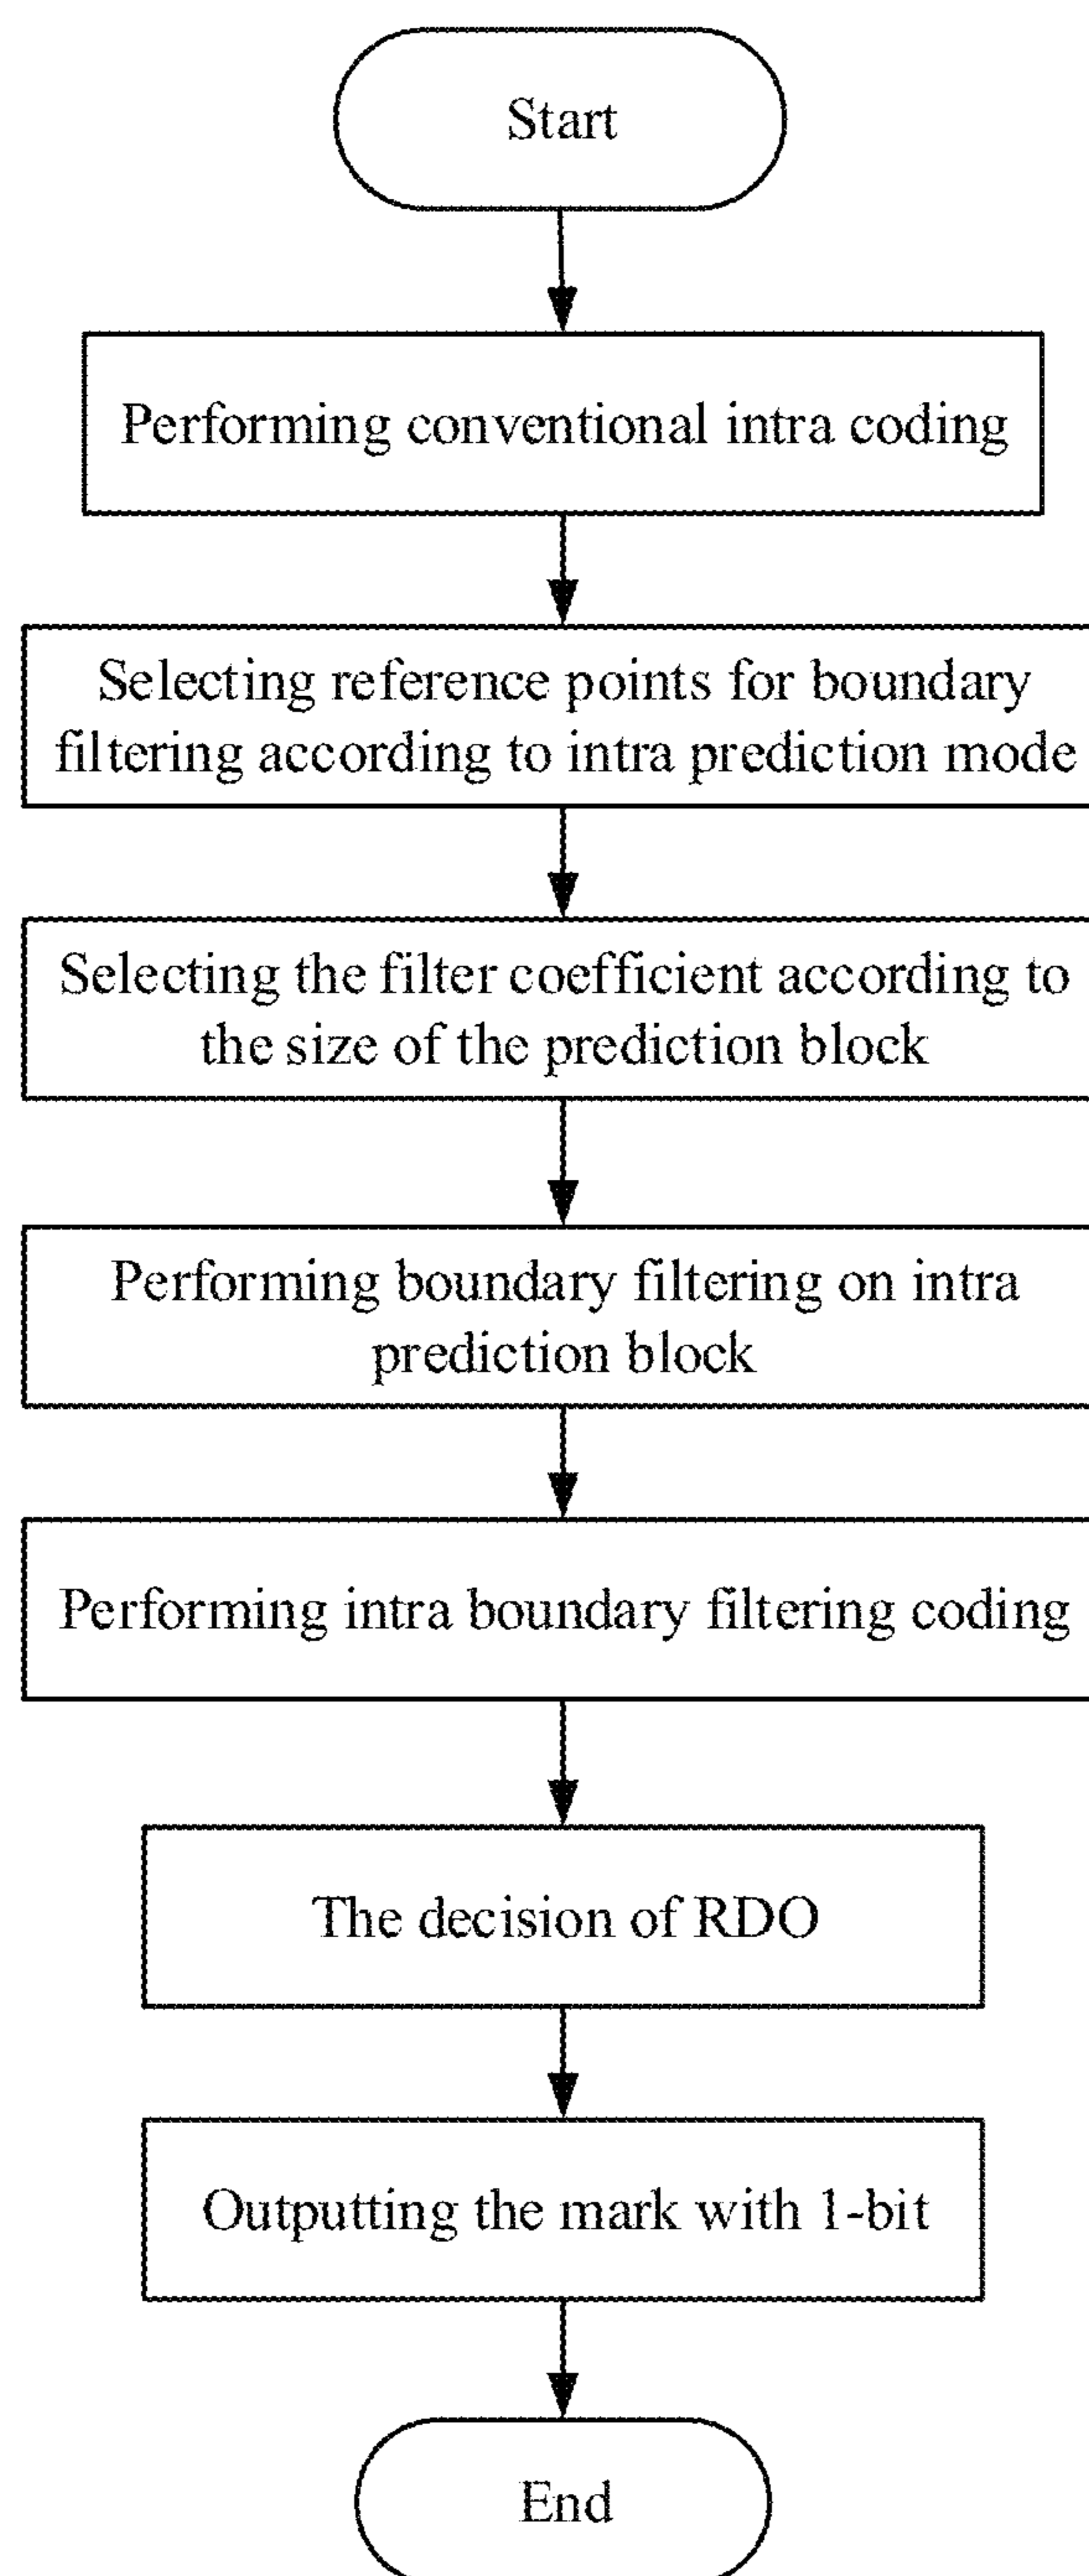 Start
Performing conventional intra coding
Selecting reference points for boundary
filtering according to intra prediction mode
Selecting the filter coefficient according to
the size of the prediction block
Performing boundary filtering on intra
prediction block
Performing intra boundary filtering coding
The decision of RDO
Outputting the mark with 1-bit
End